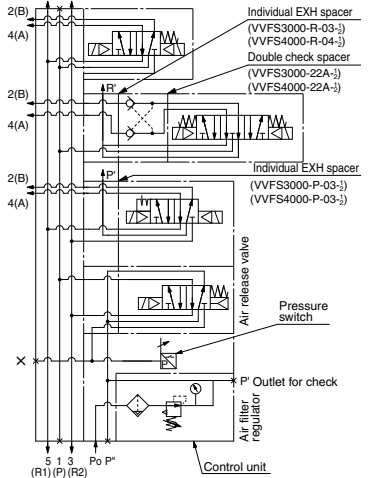 2(B)
4(A)
Individual EXH spacer
(VVFS3000-R-03-½)
(VVFS4000-R-04-½)
Double check spacer
(VVFS3000-22A-½)
(VVFS4000-22A-½)
R'
2(B)
4(A)
P'
Individual EXH spacer
(VVFS3000-P-03-½)
(VVFS4000-P-03-½)
2(B)
4(A)
Air release valve
Pressure
switch
P
P' Outlet for check
Air filter
regulator
5 1 3 Po P"
(R1) (P) (R2)
Control unit